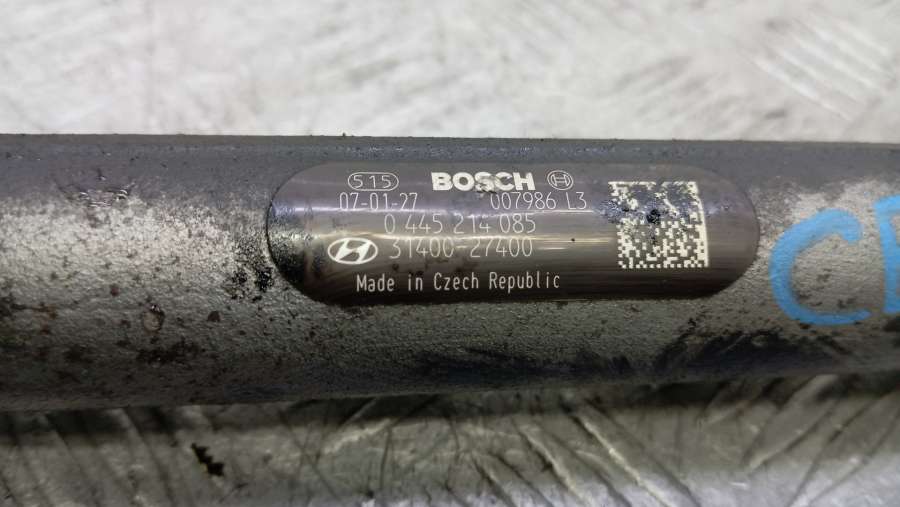 515 BOSCH
07-01-27 007986 L3
0 445 214 085
31400-27400
Made in Czech Republic